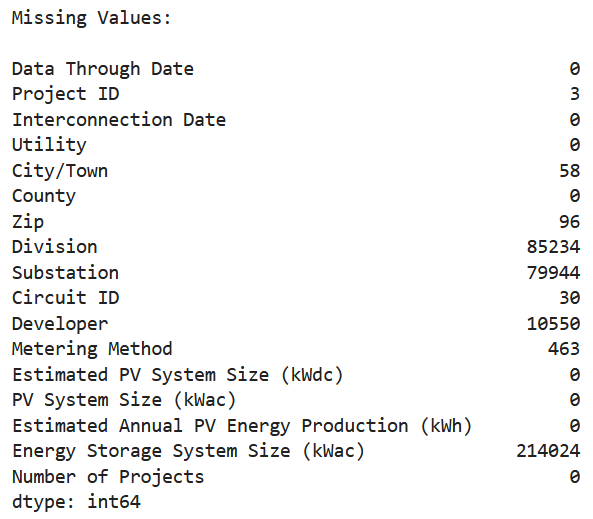 Missing Values:
Data Through Date 0
Project ID 3
Interconnection Date 0
Utility 0
City/Town 58
County 0
Zip 96
Division 85234
Substation 79944
Circuit ID 30
Developer 10550
Metering Method 463
Estimated PV System Size (kWdc) 0
PV System Size (kWac) 0
Estimated Annual PV Energy Production (kWh) 0
Energy Storage System Size (kWac) 214024
Number of Projects 0
dtype: int64